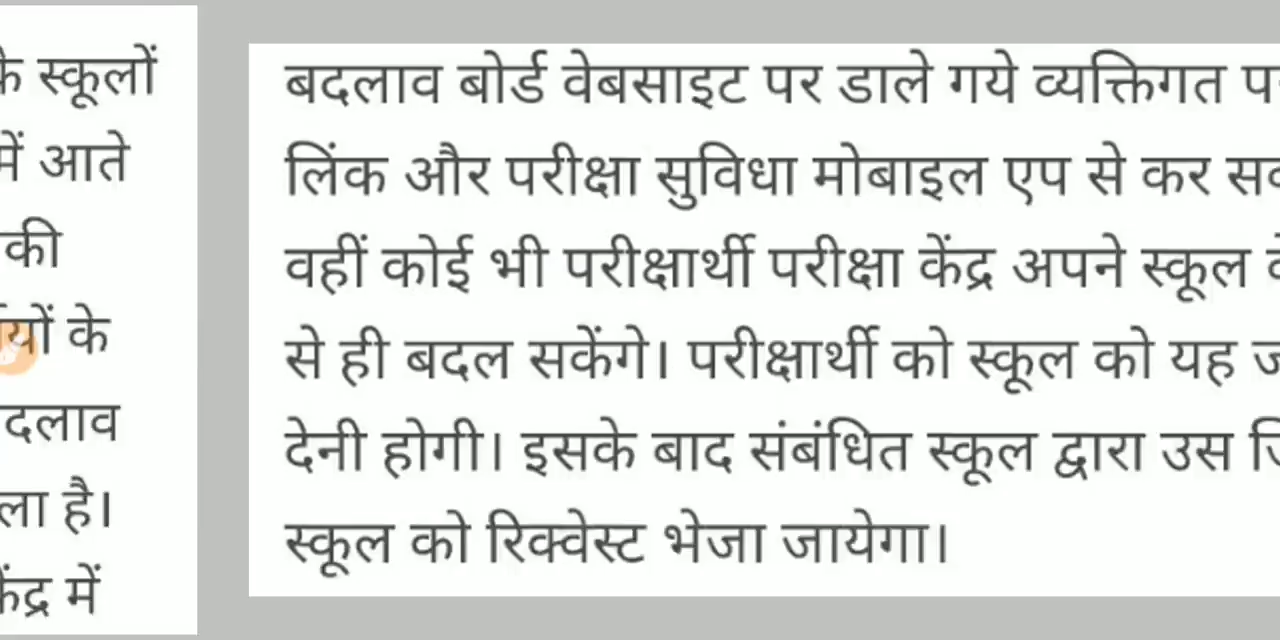 स्कूलों
में आते
की
के
दलाव
ला है।
केंद्र में
बदलाव बोर्ड वेबसाइट पर डाले गये व्यक्तिगत
लिंक और परीक्षा सुविधा मोबाइल एप से कर
वहीं कोई भी परीक्षार्थी परीक्षा केंद्र अपने स्कूल
से ही बदल सकेंगे। परीक्षार्थी को स्कूल को यह
देनी होगी। इसके बाद संबंधित स्कूल द्वारा उस
स्कूल को रिक्वेस्ट भेजा जायेगा।